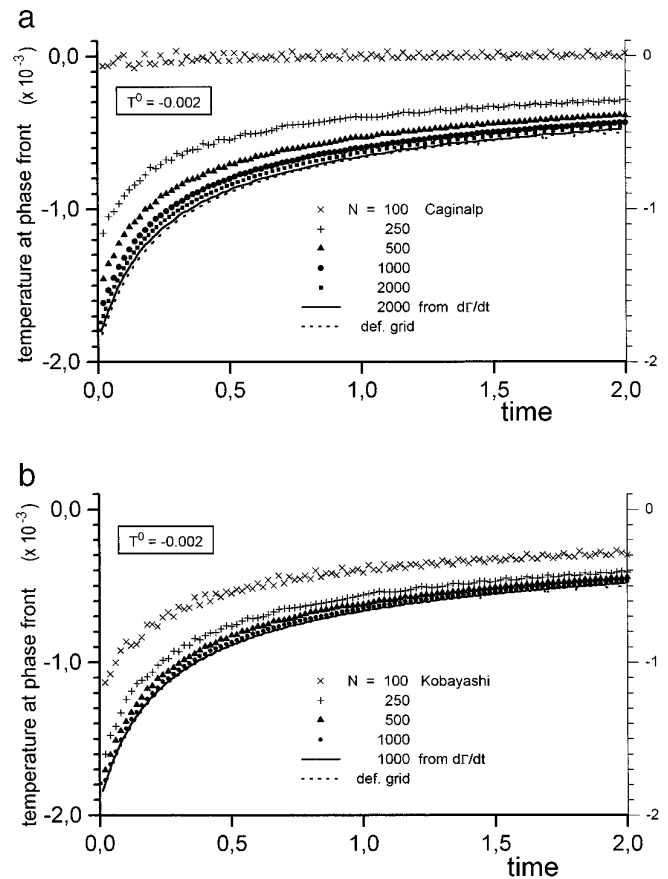 a
0,0
-1,0
-2,0
temperature at phase front (x 10⁻³)
T⁰ = -0.002
N = 100 Caginalp
250
500
1000
2000
2000 from dΓ/dt
def. grid
0
-1
-2
0,0 0,5 1,0 1,5 2,0
time
b
0,0
-1,0
-2,0
temperature at phase front (x 10⁻³)
T⁰ = -0.002
N = 100 Kobayashi
250
500
1000
1000 from dΓ/dt
def. grid
0
-1
-2
0,0 0,5 1,0 1,5 2,0
time